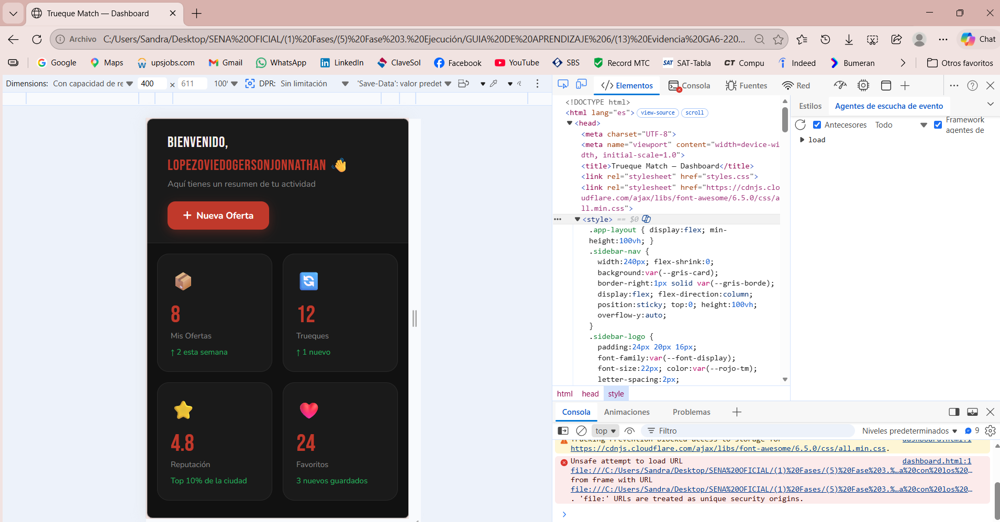 Trueque Match — Dashboard
Archivo C:/Users/Sandra/Desktop/SENA%20OFICIAL/(1)%20Fases/(5)%20Fase%203.%20Ejecución/GUIA%20DE%20APRENDIZAJE%206/(13)%20Evidencia%20GA6-220... Chat
Google Maps upsjobs.com Gmail WhatsApp LinkedIn ClaveSol Facebook YouTube SBS Record MTC SAT SAT-Tabla CT Compu Indeed Bumeran Otros favoritos
Dimensions: Con capacidad de re 400 × 611 100% DPR: Sin limitación 'Save-Data': valor predet
BIENVENIDO,
LOPEZOVIEDOGERSONJONNATHAN 👋
Aquí tienes un resumen de tu actividad
+ Nueva Oferta
8
Mis Ofertas
↑ 2 esta semana
12
Trueques
↑ 1 nuevo
4.8
Reputación
Top 10% de la ciudad
24
Favoritos
3 nuevos guardados
</> Elementos Consola Fuentes Red
<!DOCTYPE html>
<html lang="es"> view-source scroll
<head>
<meta charset="UTF-8">
<meta name="viewport" content="width=device-wi
dth, initial-scale=1.0">
<title>Trueque Match — Dashboard</title>
<link rel="stylesheet" href="styles.css">
<link rel="stylesheet" href="https://cdnjs.clo
udflare.com/ajax/libs/font-awesome/6.5.0/css/a
ll.min.css">
<style> == $0
.app-layout { display:flex; min-
height:100vh; }
.sidebar-nav {
width:240px; flex-shrink:0;
background:var(--gris-card);
border-right:1px solid var(--gris-borde);
display:flex; flex-direction:column;
position:sticky; top:0; height:100vh;
overflow-y:auto;
}
.sidebar-logo {
padding:24px 20px 16px;
font-family:var(--font-display);
font-size:22px; color:var(--rojo-tm);
letter-spacing:2px;
html head style
Estilos Agentes de escucha de evento
Antecesores Todo Framework
agentes de
load
Consola Animaciones Problemas
top Filtro Niveles predeterminados 9
Tracking Prevention blocked access to storage for dashboard.html:1
https://cdnjs.cloudflare.com/ajax/libs/font-awesome/6.5.0/css/all.min.css.
Unsafe attempt to load URL dashboard.html:1
file:///C:/Users/Sandra/Desktop/SENA%20OFICIAL/(1)%20Fases/(5)%20Fase%203.%…a%20con%20los%20…
from frame with URL
file:///C:/Users/Sandra/Desktop/SENA%20OFICIAL/(1)%20Fases/(5)%20Fase%203.%…a%20con%20los%20…
. 'file:' URLs are treated as unique security origins.